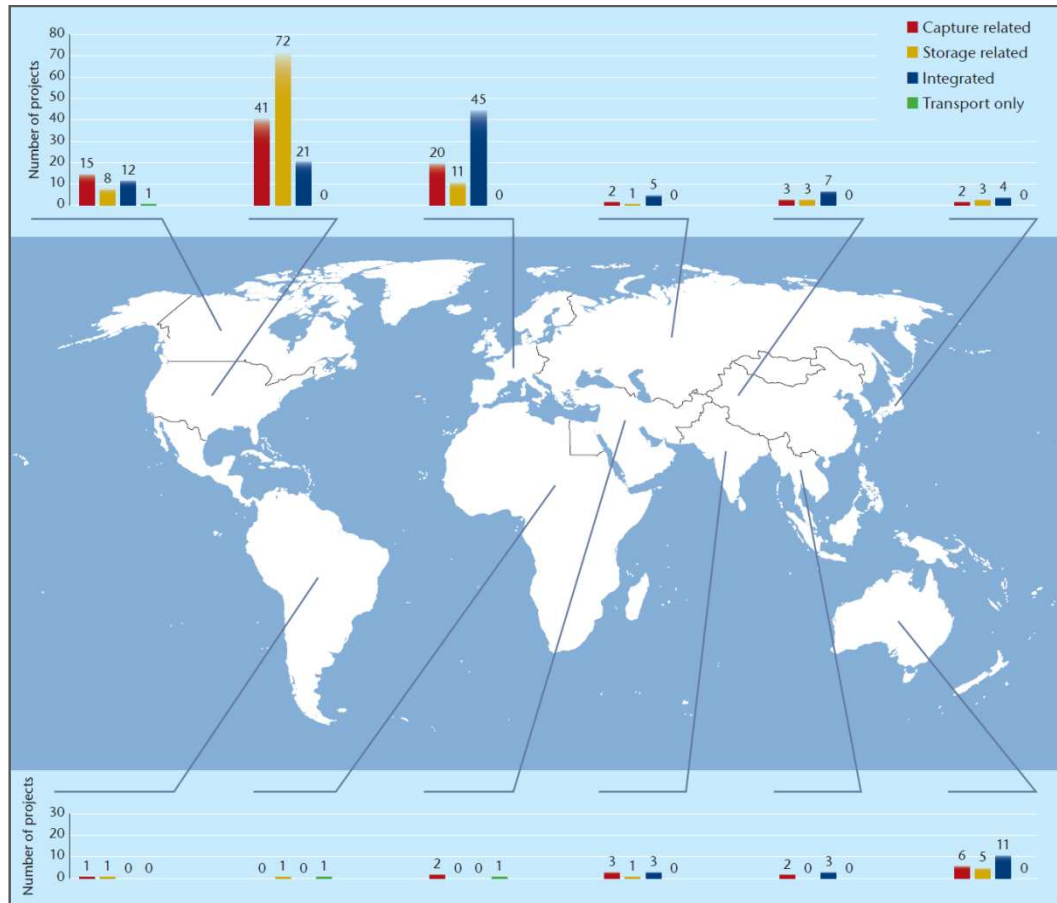 Number of projects
80
70
60
50
40
30
20
10
0
15 8 12 1
41 72 21 0
20 11 45 0
2 1 5 0
3 3 7 0
2 3 4 0
Capture related
Storage related
Integrated
Transport only
Number of projects
30
20
10
0
1 1 0 0
0 1 0 1
2 0 0 1
3 1 3 0
2 0 3 0
6 5 11 0